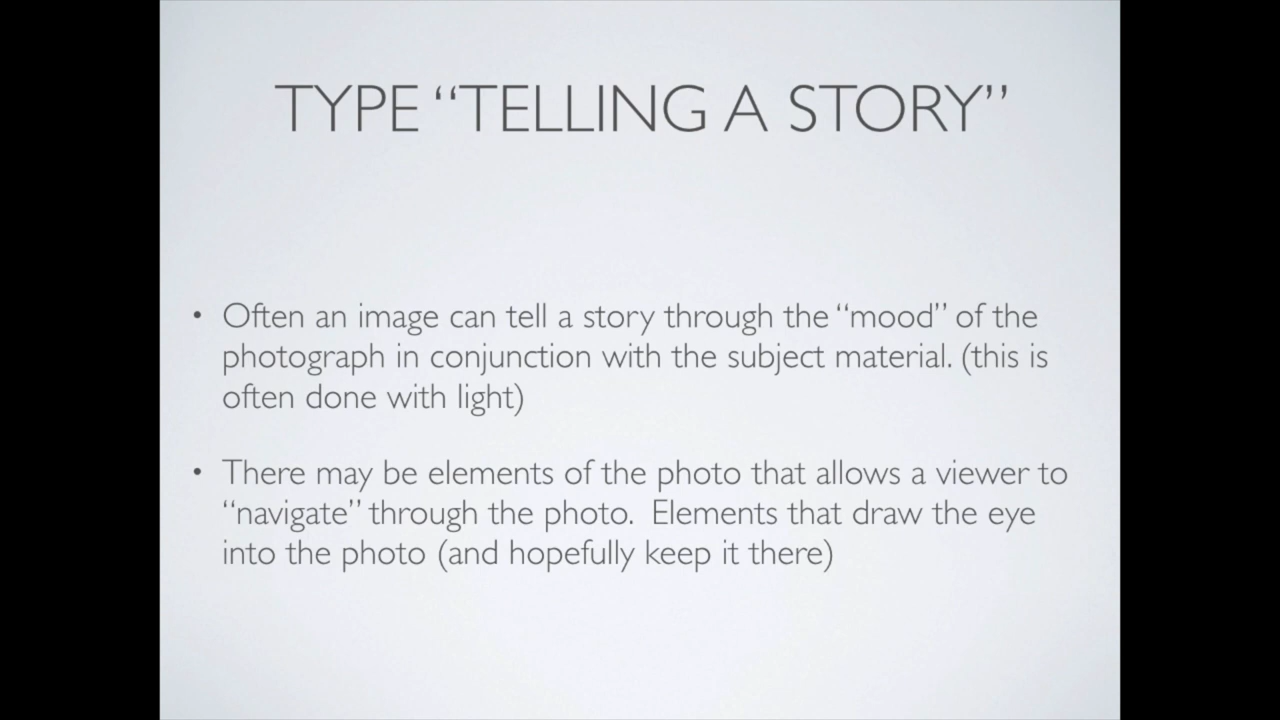 TYPE “TELLING A STORY”
• Often an image can tell a story through the “mood” of the
photograph in conjunction with the subject material. (this is
often done with light)
• There may be elements of the photo that allows a viewer to
“navigate” through the photo.  Elements that draw the eye
into the photo (and hopefully keep it there)